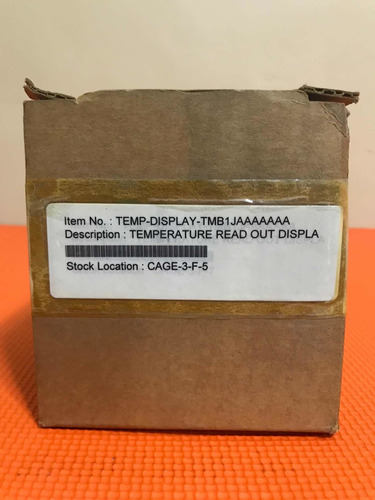 Item No. : TEMP-DISPLAY-TMB1JAAAAAAA
Description : TEMPERATURE READ OUT DISPLA
Stock Location : CAGE-3-F-5